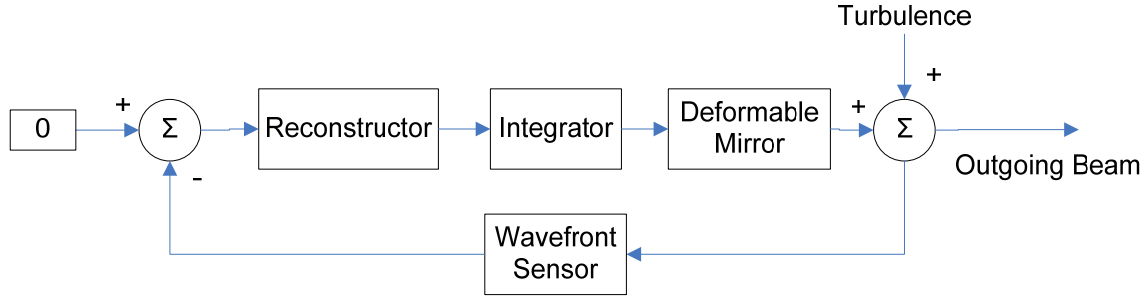 Turbulence
+
+
0
Σ
Reconstructor
Integrator
Deformable
Mirror
+
Σ
Outgoing Beam
-
Wavefront
Sensor